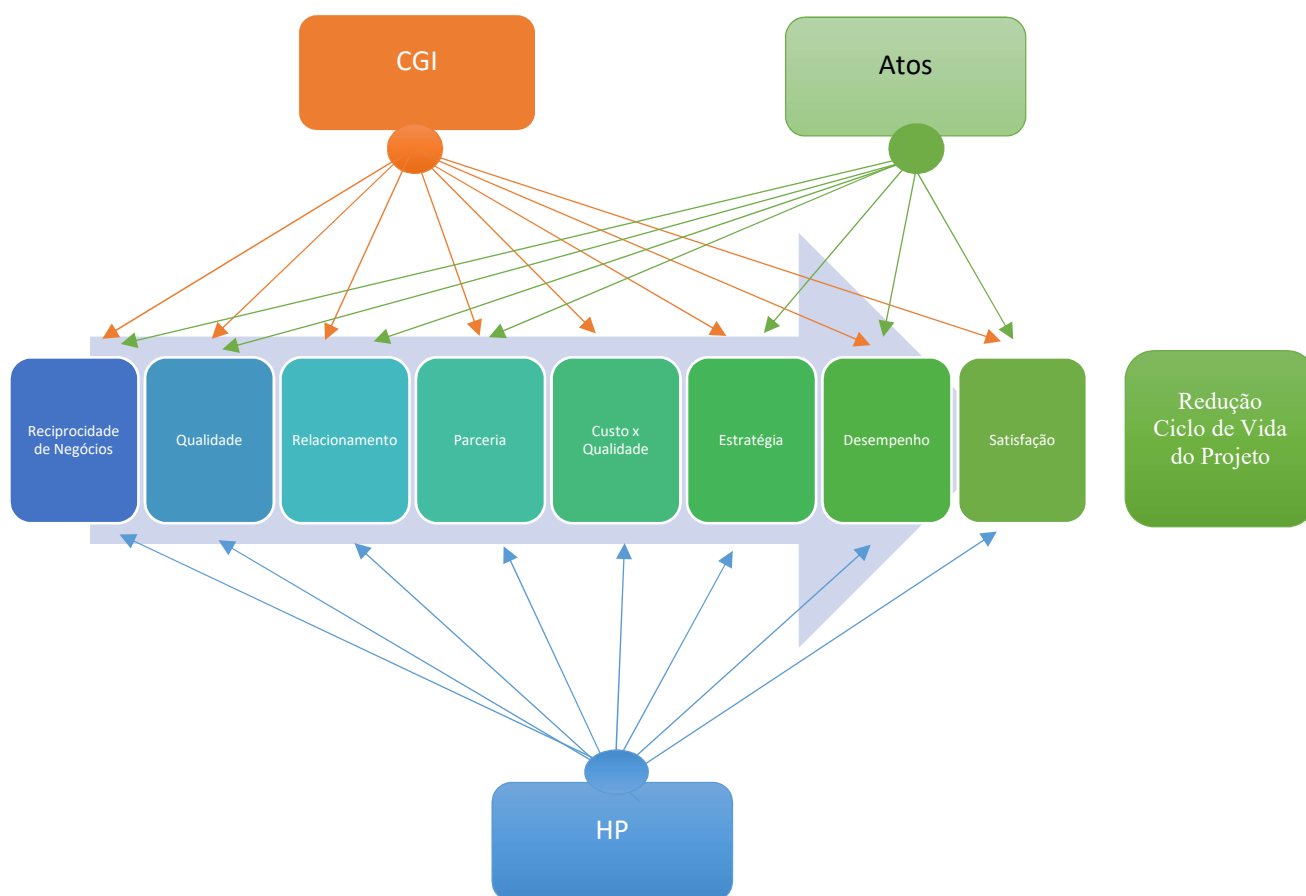 CGI
Atos
Reciprocidade
de Negócios
Qualidade
Relacionamento
Parceria
Custo x
Qualidade
Estratégia
Desempenho
Satisfação
Redução
Ciclo de Vida
do Projeto
HP